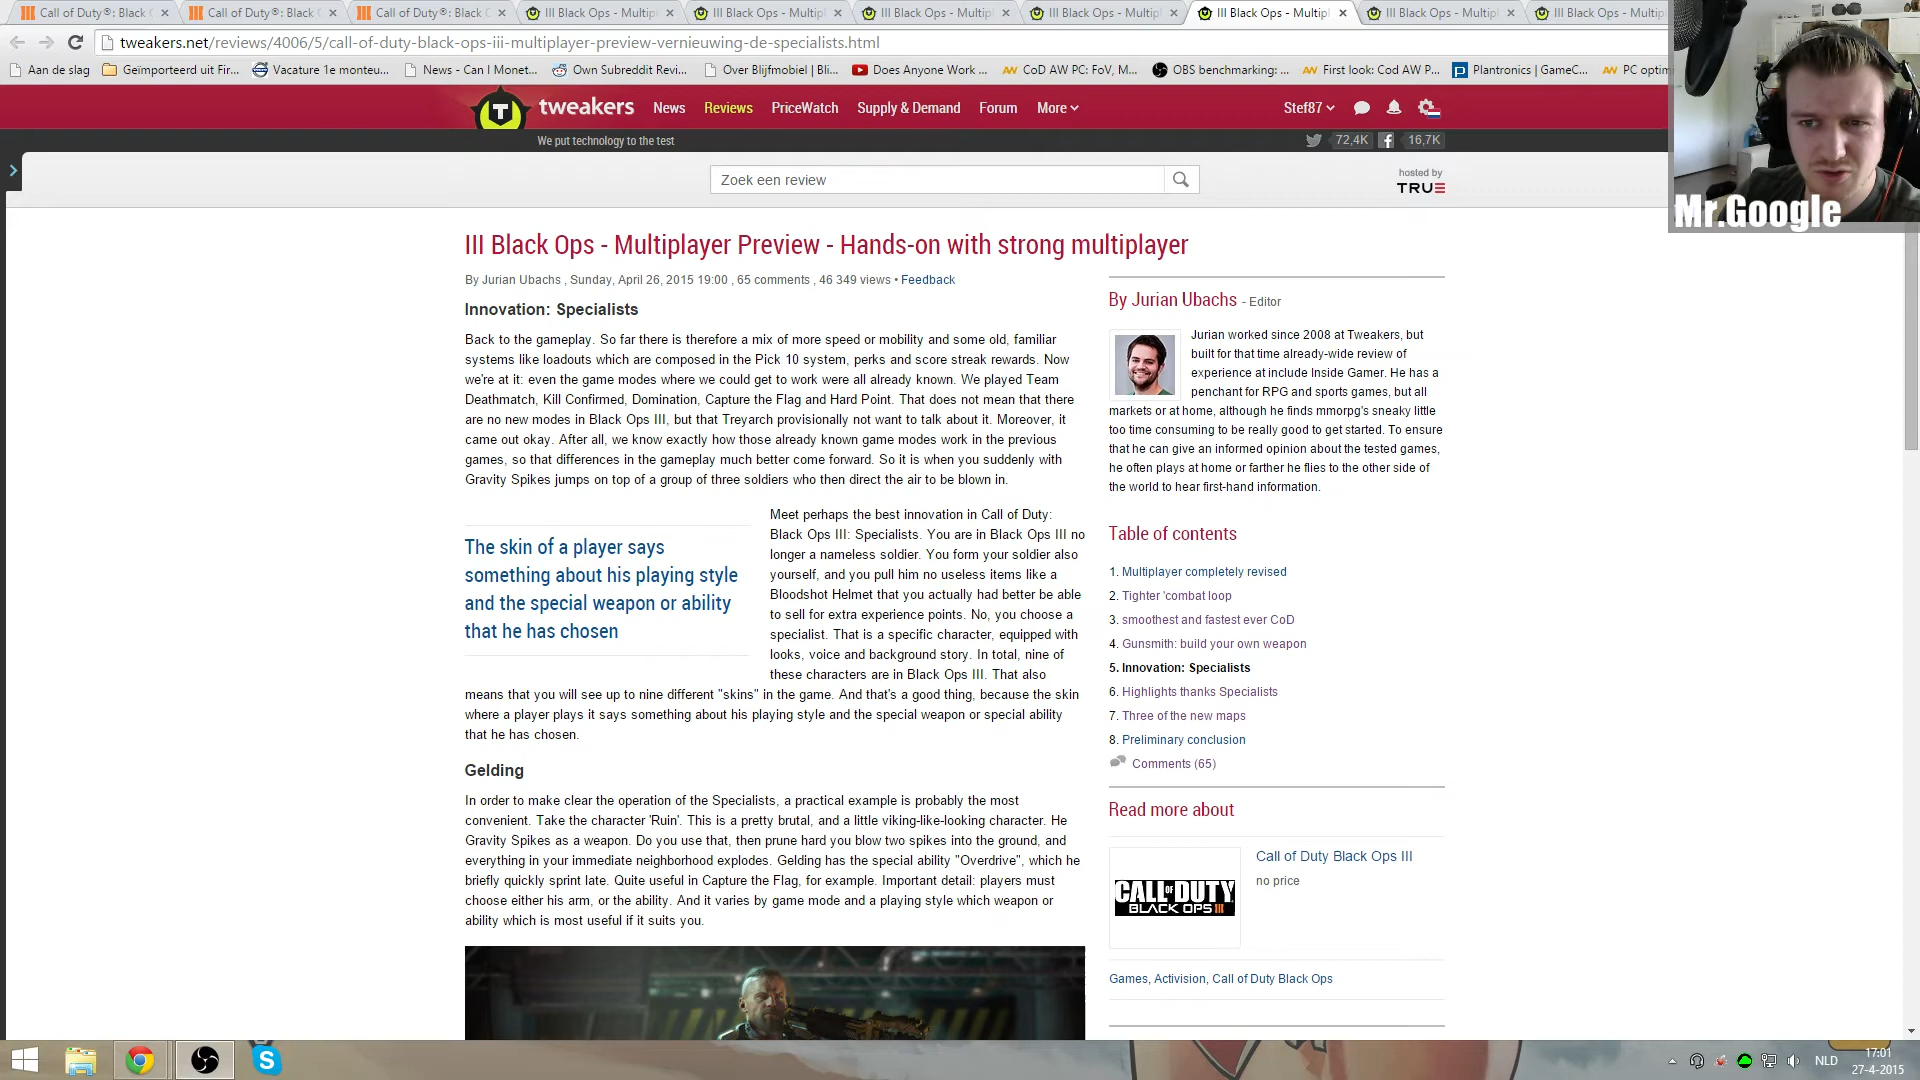 Call of Duty®: Black
Call of Duty®: Black
Call of Duty®: Black
III Black Ops - Multip
III Black Ops - Multip
III Black Ops - Multip
III Black Ops - Multip
III Black Ops - Multip
III Black Ops - Multip
III Black Ops - Multip
tweakers.net/reviews/4006/5/call-of-duty-black-ops-iii-multiplayer-preview-vernieuwing-de-specialists.html
Aan de slag
Geïmporteerd uit Fir...
Vacature 1e monteu...
News - Can I Monet...
Own Subreddit Revi...
Over Blijfmobiel | Bli...
Does Anyone Work ...
CoD AW PC: FoV, M...
OBS benchmarking: ...
First look: Cod AW P...
Plantronics | GameC...
PC optim
tweakers
News
Reviews
PriceWatch
Supply & Demand
Forum
More
Stef87
We put technology to the test
72,4K
16,7K
Zoek een review
hosted by
TRUE
Mr.Google
III Black Ops - Multiplayer Preview - Hands-on with strong multiplayer
By Jurian Ubachs , Sunday, April 26, 2015 19:00 , 65 comments , 46 349 views • Feedback
Innovation: Specialists
Back to the gameplay. So far there is therefore a mix of more speed or mobility and some old, familiar
systems like loadouts which are composed in the Pick 10 system, perks and score streak rewards. Now
we're at it: even the game modes where we could get to work were all already known. We played Team
Deathmatch, Kill Confirmed, Domination, Capture the Flag and Hard Point. That does not mean that there
are no new modes in Black Ops III, but that Treyarch provisionally not want to talk about it. Moreover, it
came out okay. After all, we know exactly how those already known game modes work in the previous
games, so that differences in the gameplay much better come forward. So it is when you suddenly with
Gravity Spikes jumps on top of a group of three soldiers who then direct the air to be blown in.
The skin of a player says
something about his playing style
and the special weapon or ability
that he has chosen
Meet perhaps the best innovation in Call of Duty:
Black Ops III: Specialists. You are in Black Ops III no
longer a nameless soldier. You form your soldier also
yourself, and you pull him no useless items like a
Bloodshot Helmet that you actually had better be able
to sell for extra experience points. No, you choose a
specialist. That is a specific character, equipped with
looks, voice and background story. In total, nine of
these characters are in Black Ops III. That also
means that you will see up to nine different "skins" in the game. And that's a good thing, because the skin
where a player plays it says something about his playing style and the special weapon or special ability
that he has chosen.
Gelding
In order to make clear the operation of the Specialists, a practical example is probably the most
convenient. Take the character 'Ruin'. This is a pretty brutal, and a little viking-like-looking character. He
Gravity Spikes as a weapon. Do you use that, then prune hard you blow two spikes into the ground, and
everything in your immediate neighborhood explodes. Gelding has the special ability "Overdrive", which he
briefly quickly sprint late. Quite useful in Capture the Flag, for example. Important detail: players must
choose either his arm, or the ability. And it varies by game mode and a playing style which weapon or
ability which is most useful if it suits you.
By Jurian Ubachs - Editor
Jurian worked since 2008 at Tweakers, but
built for that time already-wide review of
experience at include Inside Gamer. He has a
penchant for RPG and sports games, but all
markets or at home, although he finds mmorpg's sneaky little
too time consuming to be really good to get started. To ensure
that he can give an informed opinion about the tested games,
he often plays at home or farther he flies to the other side of
the world to hear first-hand information.
Table of contents
1. Multiplayer completely revised
2. Tighter 'combat loop
3. smoothest and fastest ever CoD
4. Gunsmith: build your own weapon
5. Innovation: Specialists
6. Highlights thanks Specialists
7. Three of the new maps
8. Preliminary conclusion
Comments (65)
Read more about
CALL OF DUTY
BLACK OPS III
Call of Duty Black Ops III
no price
Games, Activision, Call of Duty Black Ops
NLD
17:01
27-4-2015